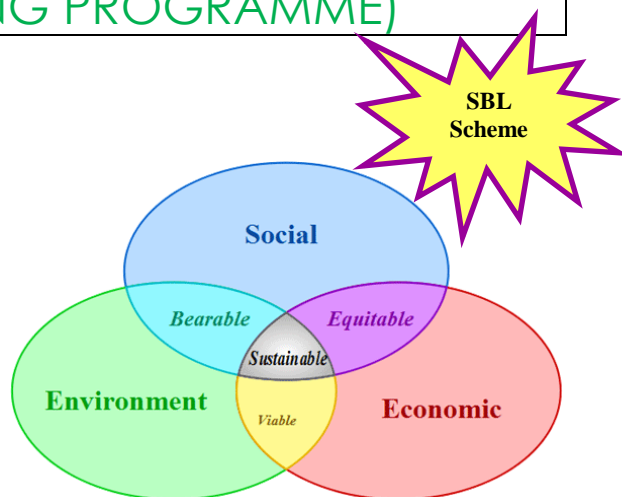 NG PROGRAMME)
SBL
Scheme
Social
Bearable
Equitable
Sustainable
Environment
Economic
Viable